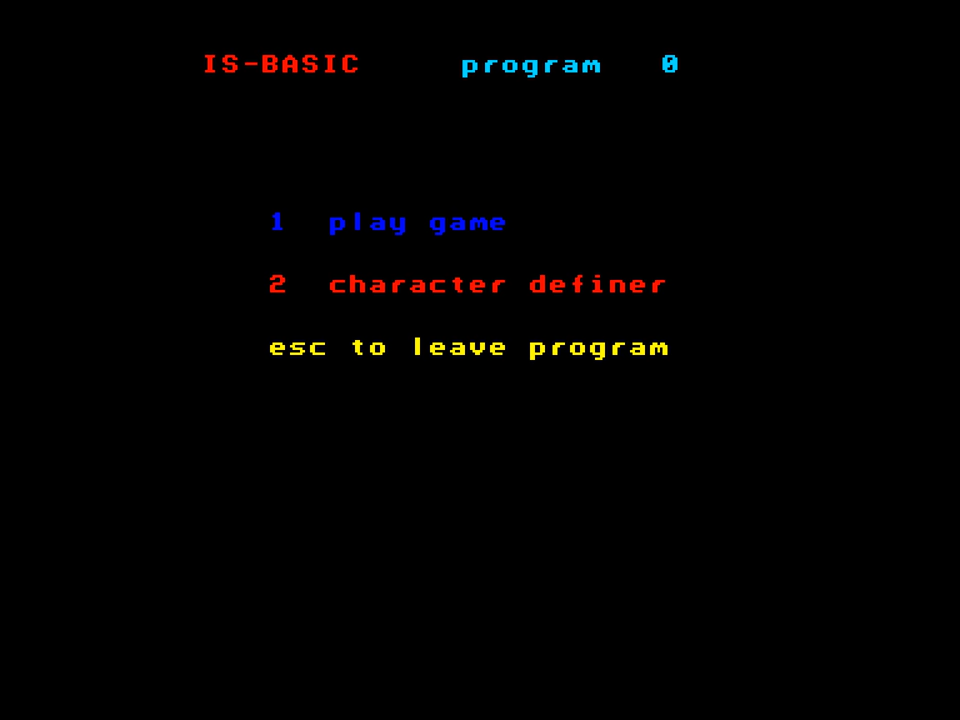 IS-BASIC program 0
1 play game
2 character definer
esc to leave program